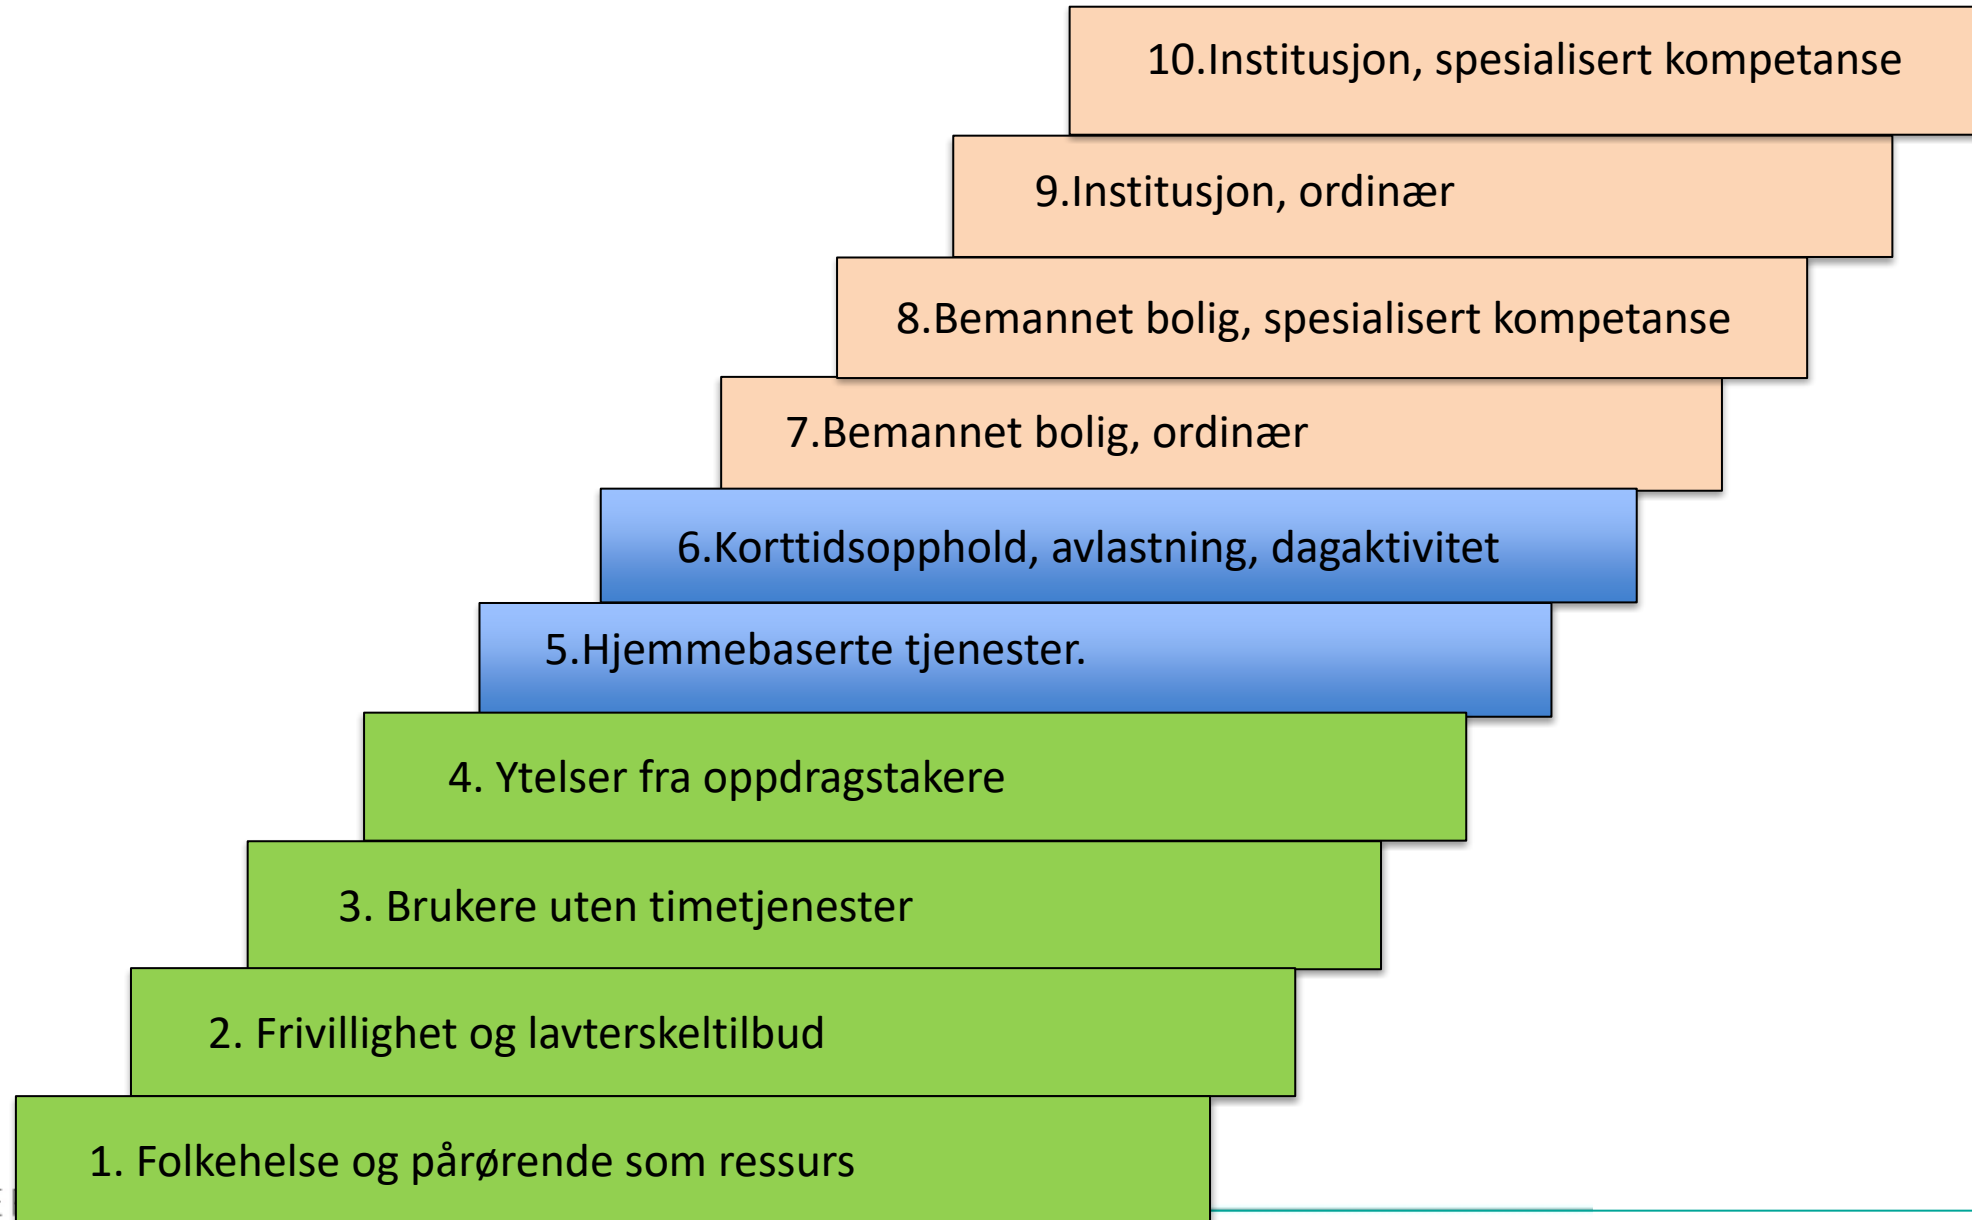 10.Institusjon, spesialisert kompetanse
9.Institusjon, ordinær
8.Bemannet bolig, spesialisert kompetanse
7.Bemannet bolig, ordinær
6.Korttidsopphold, avlastning, dagaktivitet
5.Hjemmebaserte tjenester.
4. Ytelser fra oppdragstakere
3. Brukere uten timetjenester
2. Frivillighet og lavterskeltilbud
1. Folkehelse og pårørende som ressurs